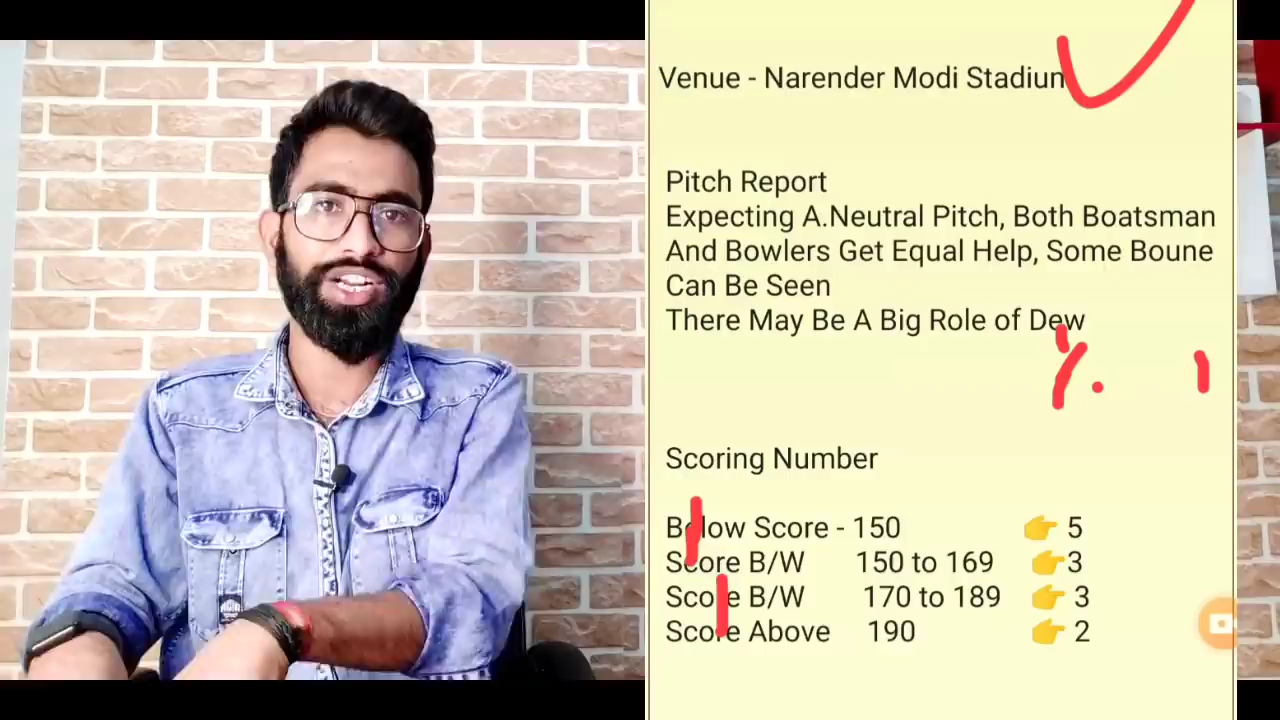 Venue - Narender Modi Stadium
Pitch Report
Expecting A.Neutral Pitch, Both Boatsman
And Bowlers Get Equal Help, Some Boune
Can Be Seen
There May Be A Big Role of Dew
Scoring Number
Below Score - 150 👉 5
Score B/W 150 to 169 👉3
Score B/W 170 to 189 👉 3
Score Above 190 👉 2